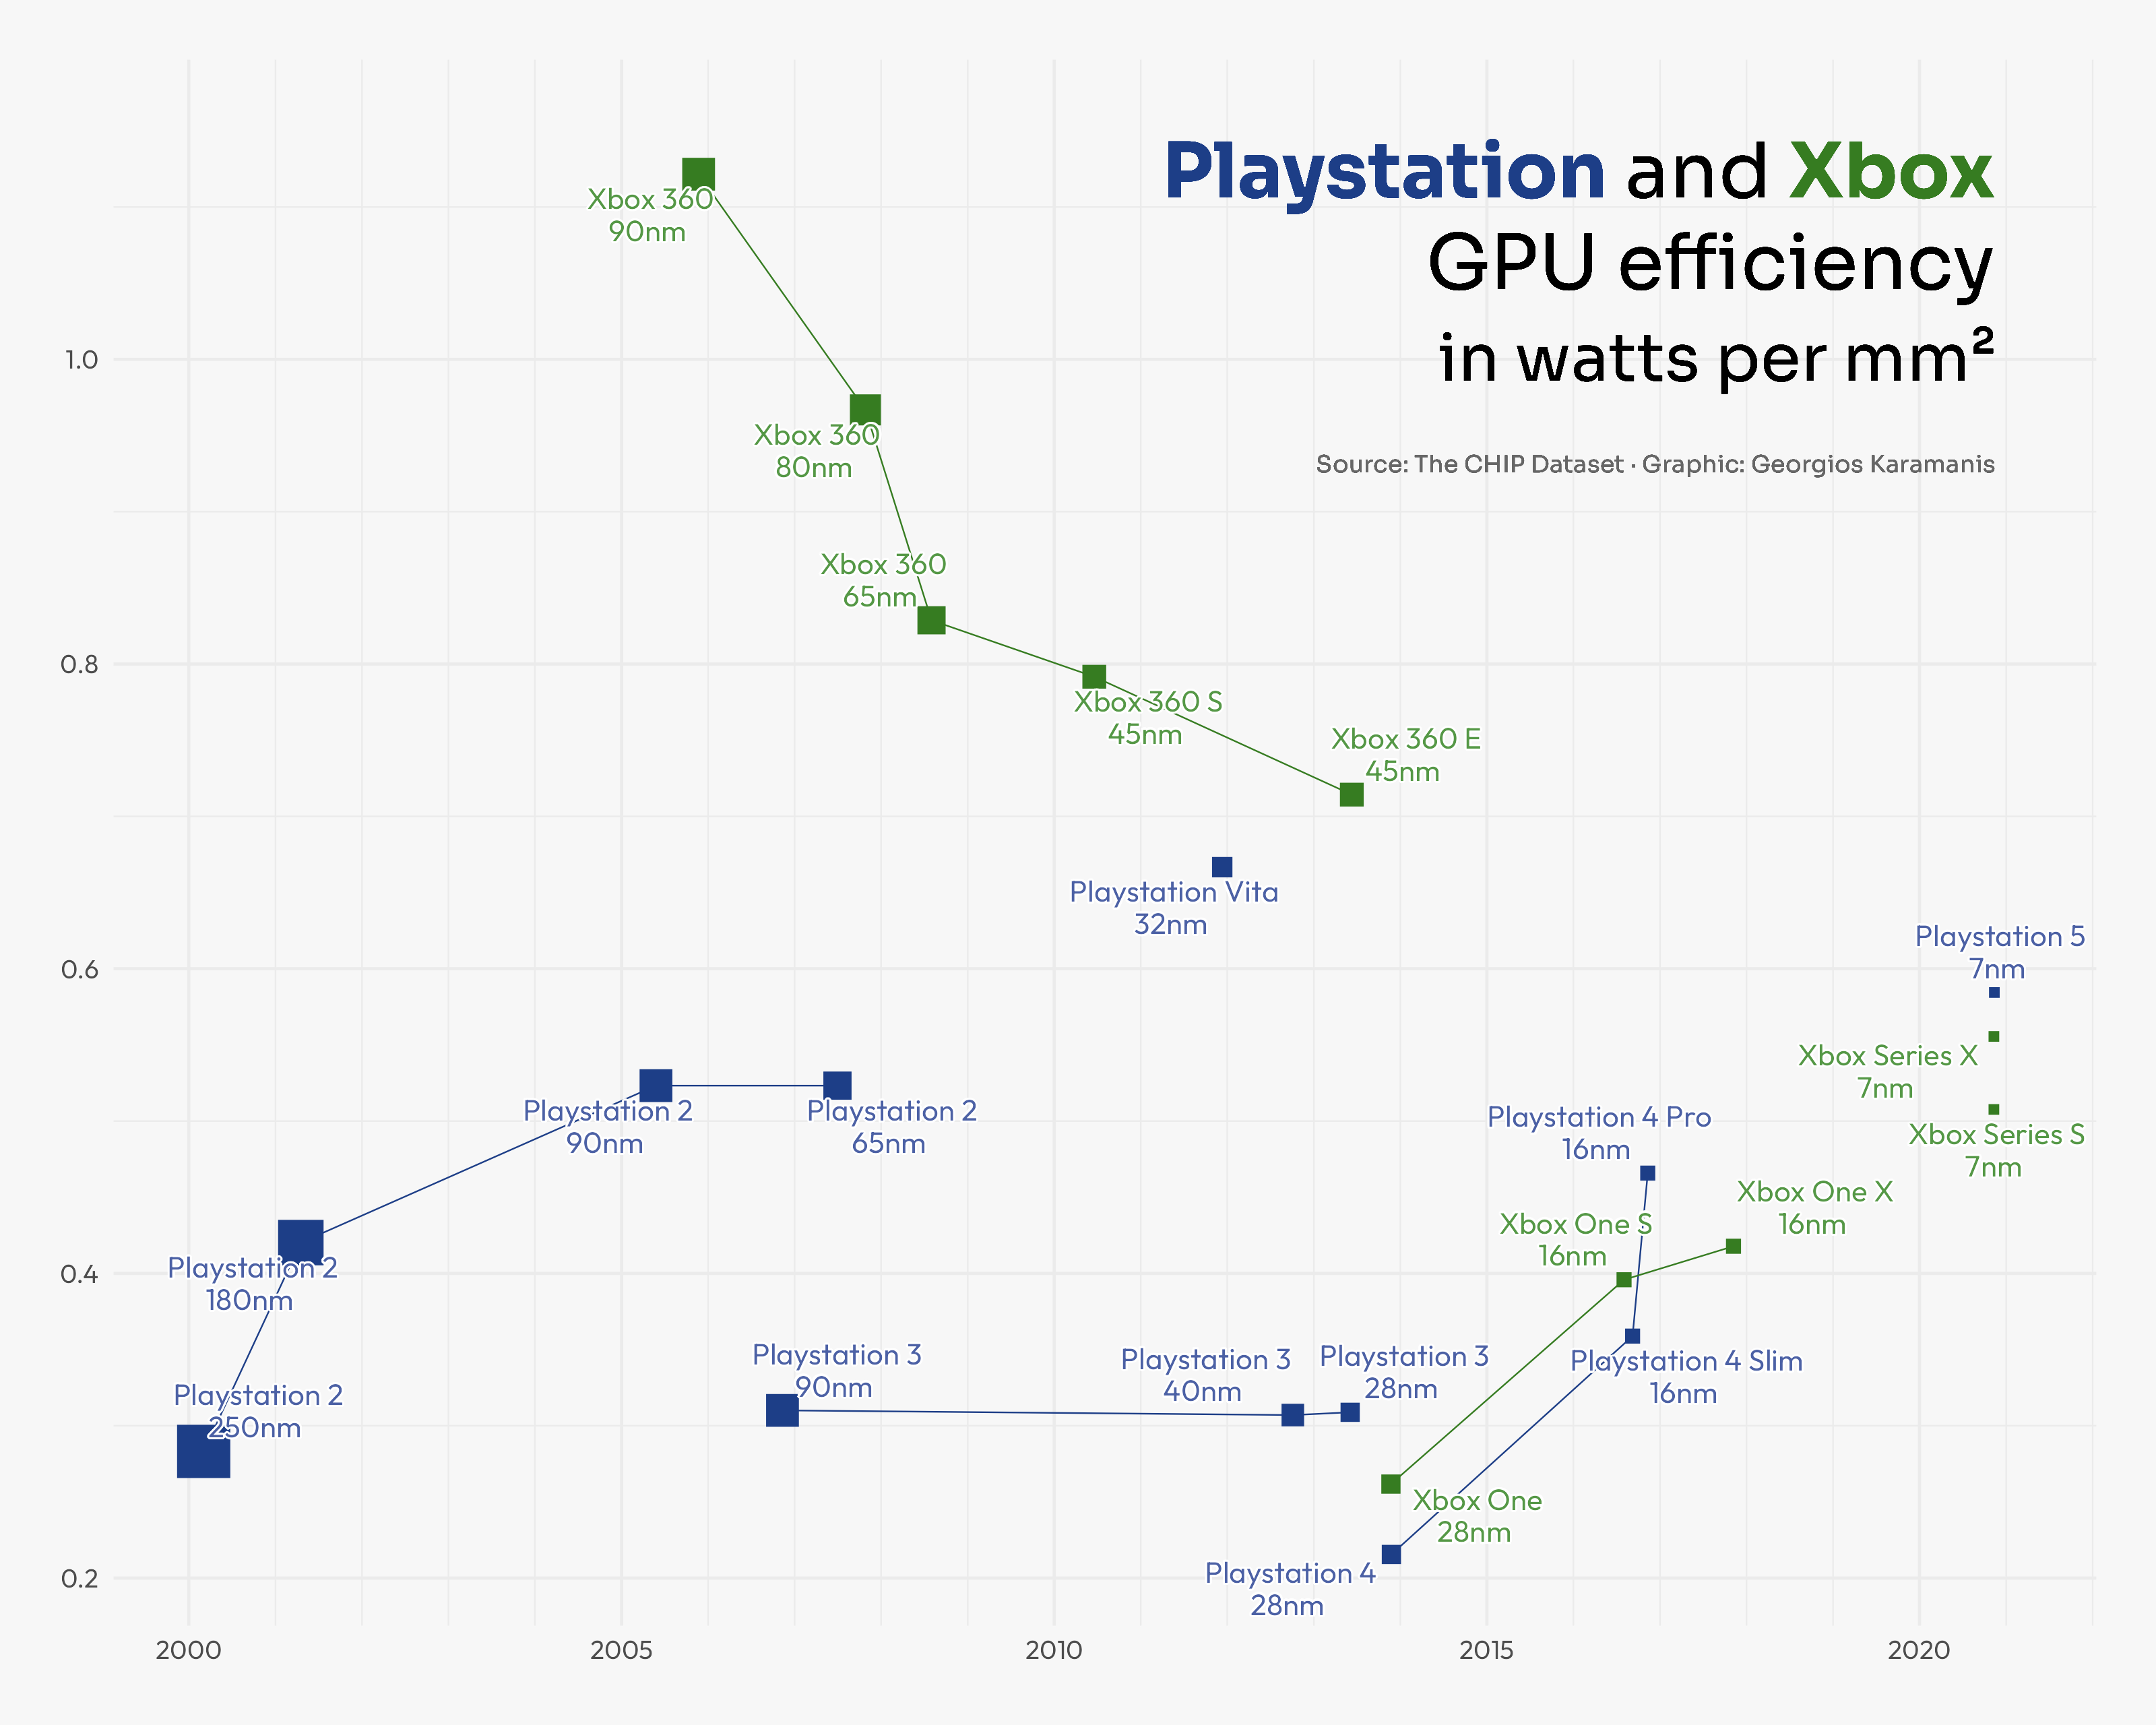 Playstation and Xbox
GPU efficiency
in watts per mm²
Source: The CHIP Dataset · Graphic: Georgios Karamanis
Xbox 360
90nm
1.0
Xbox 360
80nm
Xbox 360
65nm
0.8
Xbox 360 S
45nm
Xbox 360 E
45nm
Playstation Vita
32nm
Playstation 5
7nm
0.6
Xbox Series X
7nm
Playstation 2
90nm
Playstation 2
65nm
Playstation 4 Pro
16nm
Xbox Series S
7nm
Xbox One X
16nm
Xbox One S
16nm
Playstation 2
180nm
0.4
Playstation 3
90nm
Playstation 3
40nm
Playstation 3
28nm
Playstation 4 Slim
16nm
Playstation 2
250nm
Xbox One
28nm
Playstation 4
28nm
0.2
2000
2005
2010
2015
2020